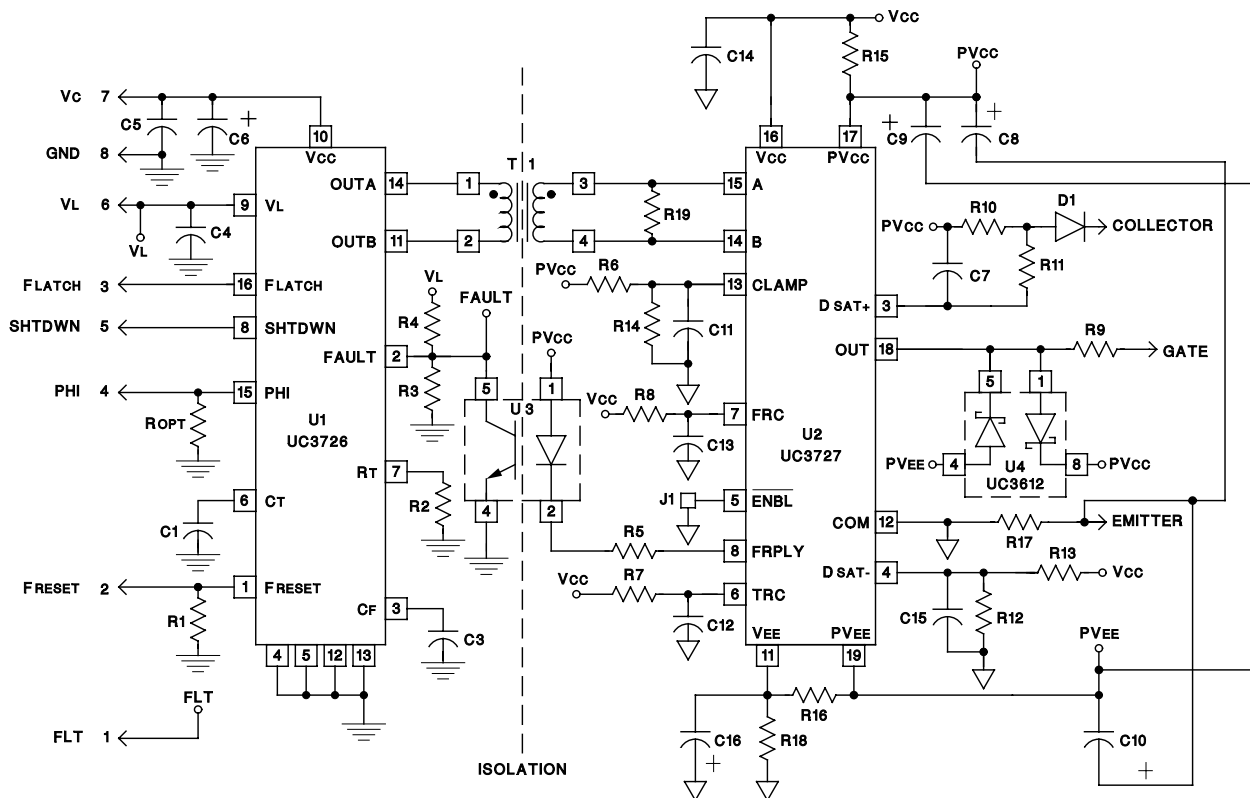 VCC
C14
R15
PVCC
VC 7
C5
C6
+
GND 8
10
VCC
OUTA 14
1
T 1
3
16
VCC
17
PVCC
+
C9
+
C8
15 A
VL 6
9 VL
C4
VL
OUTB 11
2
4
R19
14 B
R10
D1
PVCC
COLLECTOR
C7
R11
FLATCH 3
16 FLATCH
VL
FAULT
PVCC
R6
13 CLAMP
DSAT+ 3
SHTDWN 5
8 SHTDWN
R4
R14
C11
FAULT 2
PVCC
OUT 18
R9
GATE
PHI 4
15 PHI
R3
5
U3
1
5
1
ROPT
U1
UC3726
VCC
R8
7 FRC
C13
U2
UC3727
U4
UC3612
PVEE
4
8
PVCC
RT 7
R2
6 CT
C1
4
2
J1
5 ENBL
COM 12
R17
EMITTER
R5
8 FRPLY
DSAT- 4
R13
VCC
FRESET 2
1 FRESET
R1
CF 3
C3
VCC
R7
6 TRC
C12
C15
R12
4
5
12
13
VEE
11
PVEE
19
PVEE
FLT
FLT 1
R16
C16
+
R18
C10
+
ISOLATION